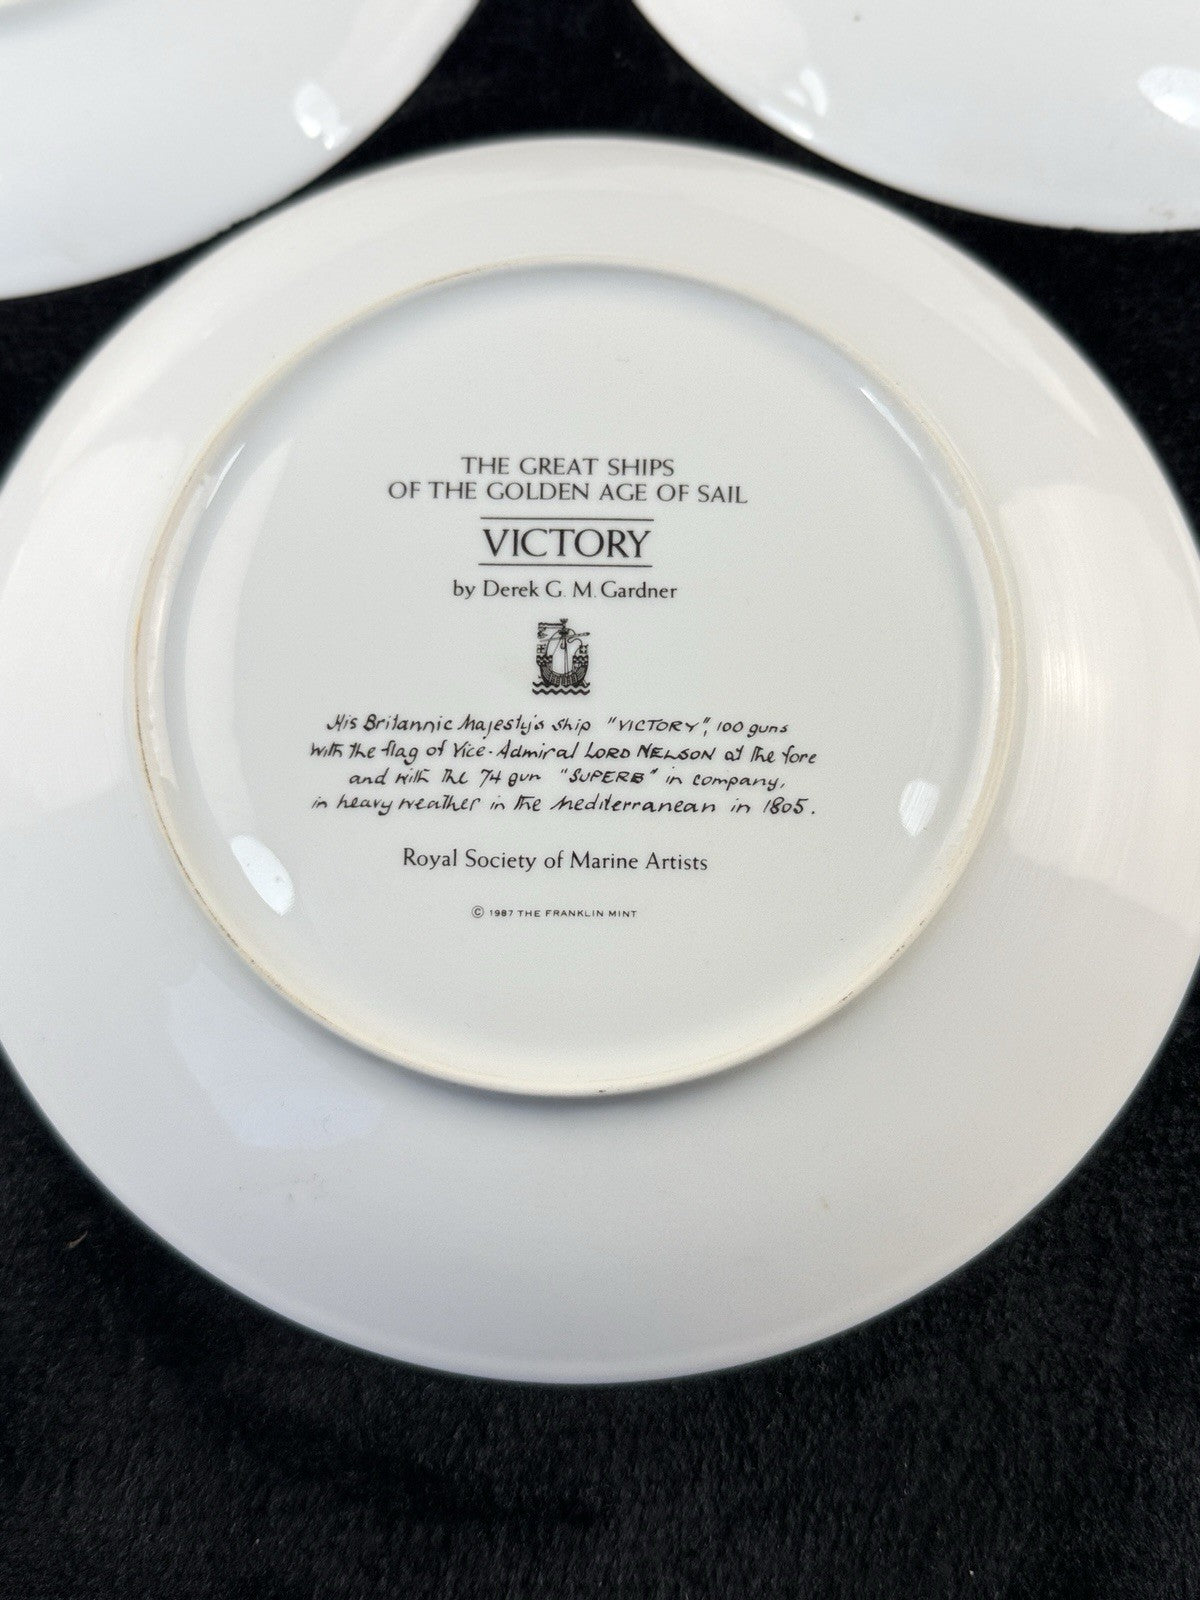 THE GREAT SHIPS
OF THE GOLDEN AGE OF SAIL
VICTORY
by Derek G. M. Gardner
His Britannic Majesty's ship "VICTORY", 100 guns
with the flag of Vice-Admiral LORD NELSON at the fore
and with the 74 gun "SUPERB" in company,
in heavy weather in the Mediterranean in 1805.
Royal Society of Marine Artists
© 1987 THE FRANKLIN MINT